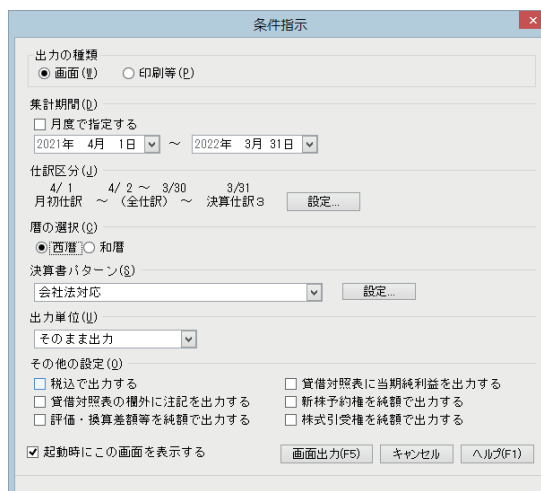 条件指示
出力の種類
画面(W) 印刷等(P)
集計期間(D)
月度で指定する
2021年 4月 1日 ～ 2022年 3月 31日
仕訳区分(J)
4/ 1 4/ 2 ～ 3/30 3/31
月初仕訳 ～ (全仕訳) ～ 決算仕訳3 設定...
暦の選択(C)
西暦 和暦
決算書パターン(S)
会社法対応 設定...
出力単位(U)
そのまま出力
その他の設定(O)
税込で出力する 貸借対照表に当期純利益を出力する
貸借対照表の欄外に注記を出力する 新株予約権を純額で出力する
評価・換算差額等を純額で出力する 株式引受権を純額で出力する
起動時にこの画面を表示する 画面出力(F5) キャンセル ヘルプ(F1)